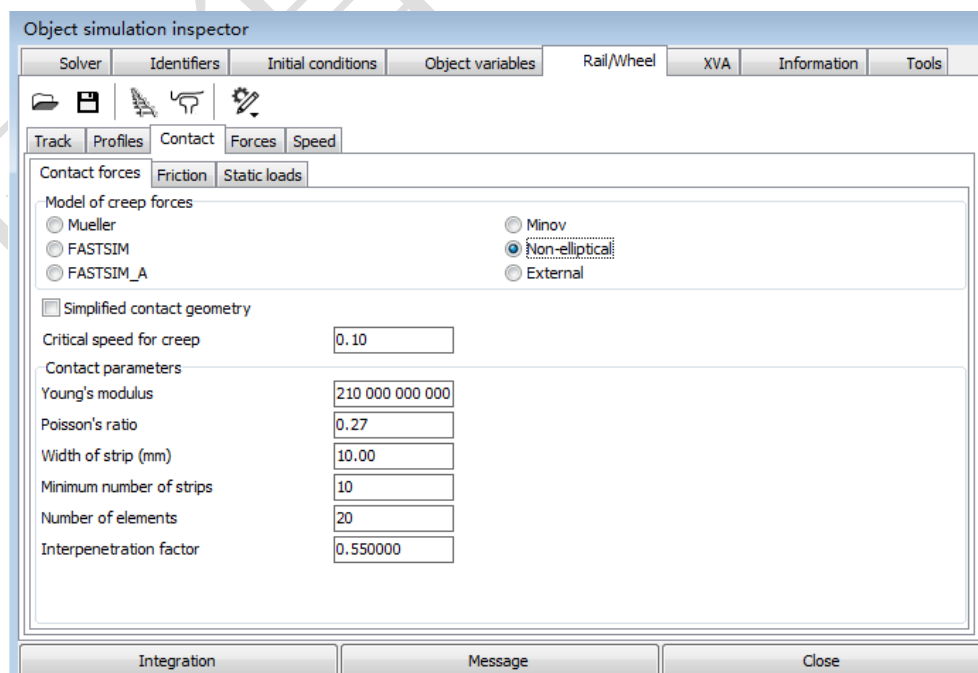 Object simulation inspector
Solver Identifiers Initial conditions Object variables Rail/Wheel XVA Information Tools
Track Profiles Contact Forces Speed
Contact forces Friction Static loads
Model of creep forces
Mueller Minov
FASTSIM Non-elliptical
FASTSIM_A External
Simplified contact geometry
Critical speed for creep 0.10
Contact parameters
Young's modulus 210 000 000 000
Poisson's ratio 0.27
Width of strip (mm) 10.00
Minimum number of strips 10
Number of elements 20
Interpenetration factor 0.550000
Integration Message Close